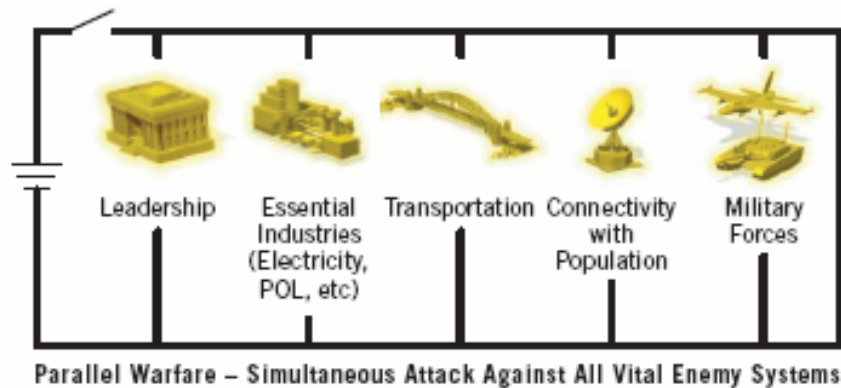 Leadership
Essential
Industries
(Electricity,
POL, etc)
Transportation
Connectivity
with
Population
Military
Forces
Parallel Warfare – Simultaneous Attack Against All Vital Enemy Systems